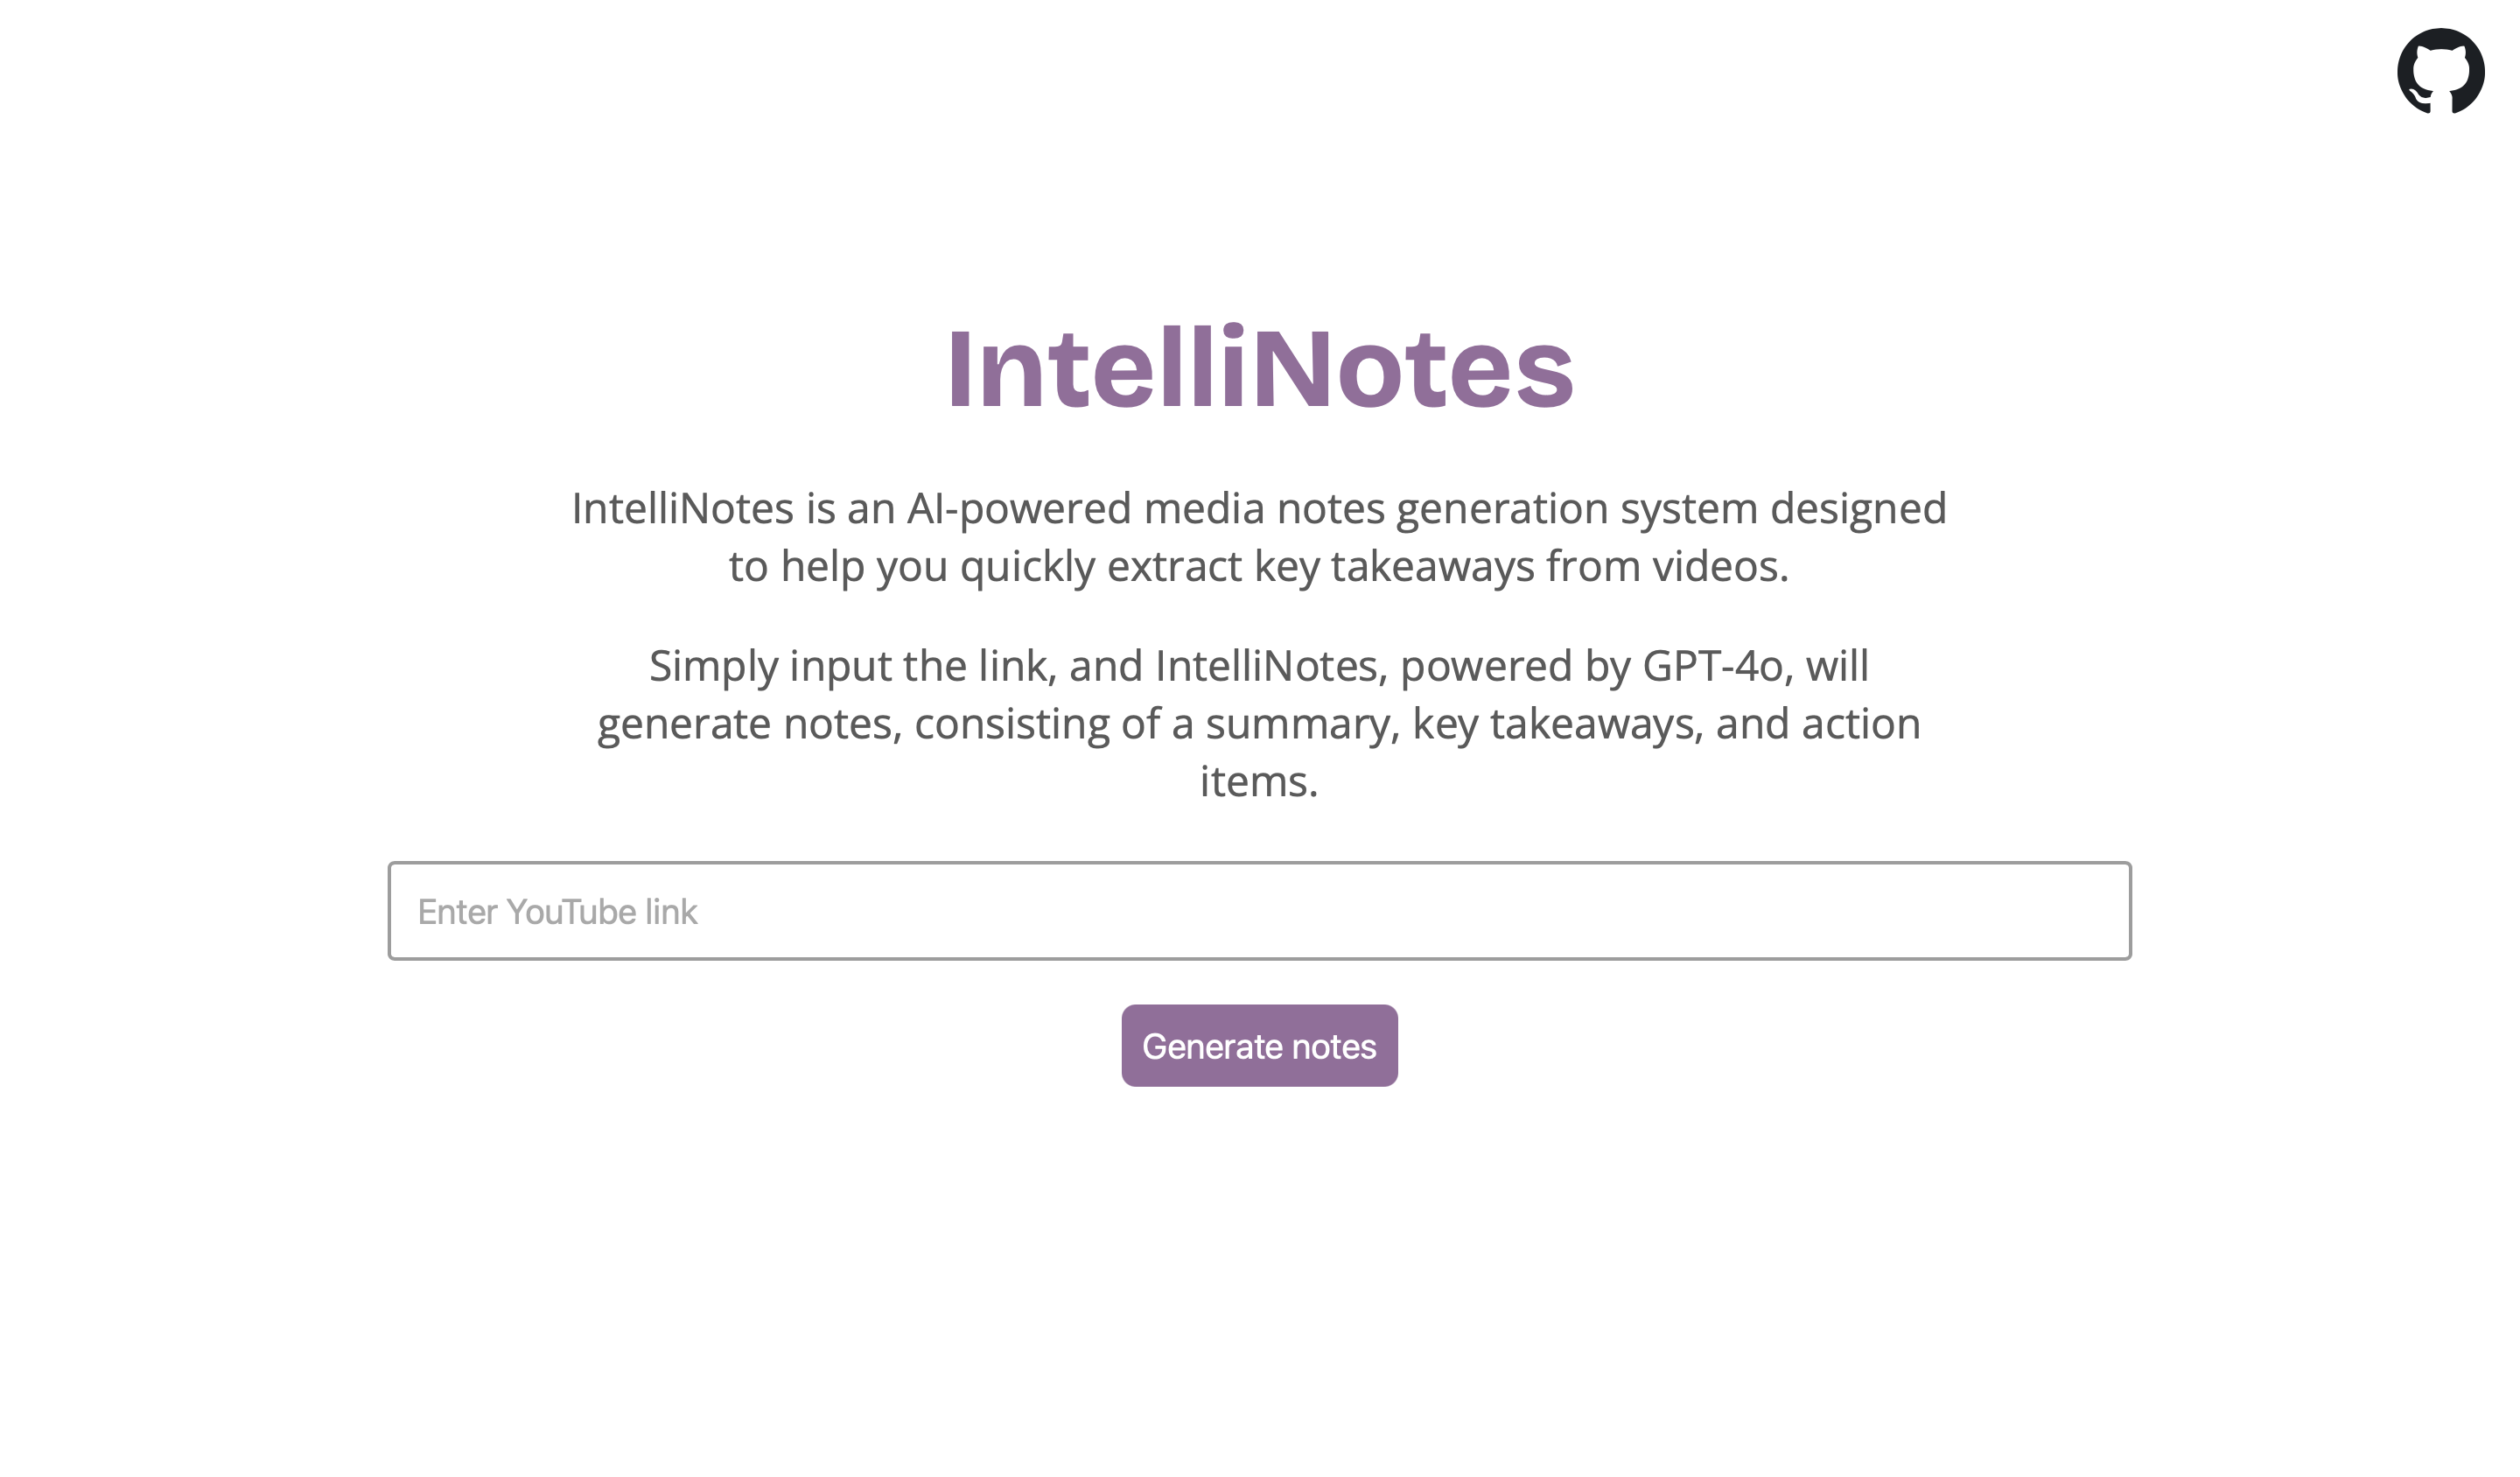 IntelliNotes
IntelliNotes is an AI-powered media notes generation system designed
to help you quickly extract key takeaways from videos.
Simply input the link, and IntelliNotes, powered by GPT-4o, will
generate notes, consisting of a summary, key takeaways, and action
items.
Enter YouTube link
Generate notes